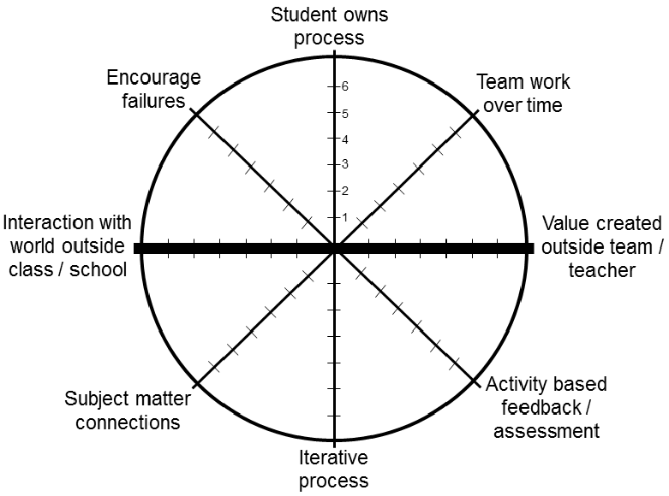 Student owns
process
Encourage
failures
Team work
over time
6
5
4
3
2
1
Interaction with
world outside
class / school
Value created
outside team /
teacher
Subject matter
connections
Activity based
feedback /
assessment
Iterative
process